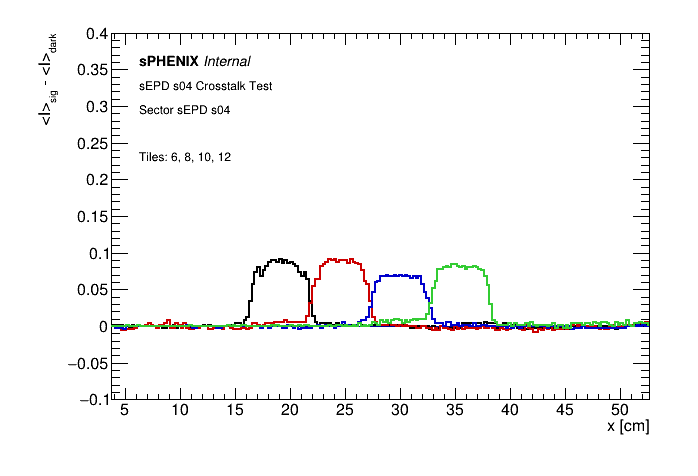 0.4
0.35
0.3
0.25
0.2
0.15
0.1
0.05
0
−0.05
−0.1
<I>sig - <I>dark
sPHENIX Internal
sEPD s04 Crosstalk Test
Sector sEPD s04
Tiles: 6, 8, 10, 12
5 10 15 20 25 30 35 40 45 50
x [cm]